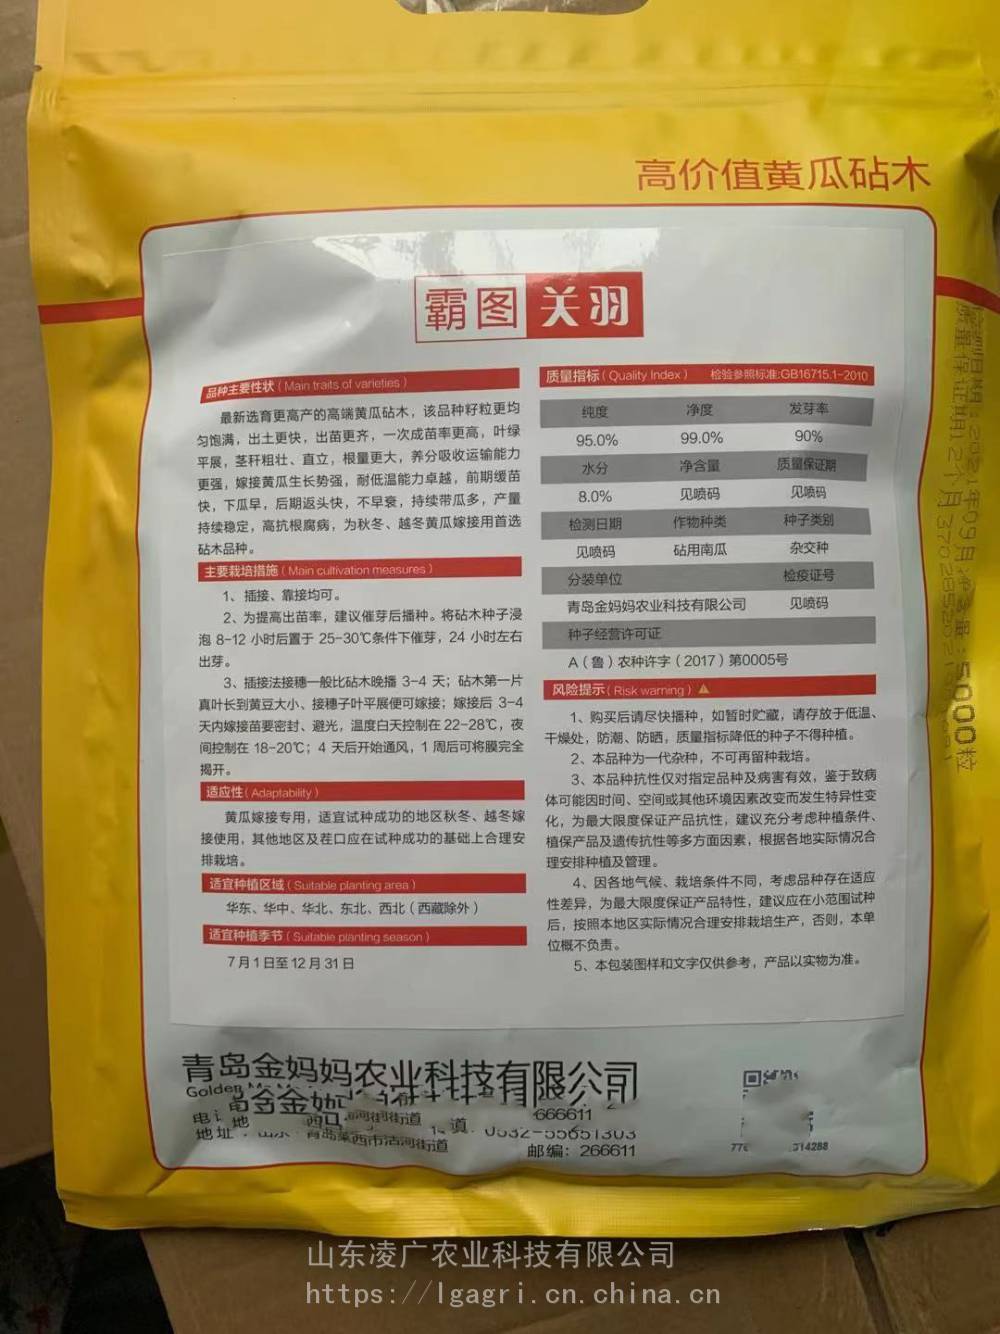 高价值黄瓜砧木
霸图 关羽
品种主要性状（Main traits of varieties）
最新选育更高产的高端黄瓜砧木，该品种籽粒更均
匀饱满，出土更快，出苗更齐，一次成苗率更高，叶绿
平展，茎秆粗壮、直立，根量更大，养分吸收运输能力
更强，嫁接黄瓜生长势强，耐低温能力卓越，前期缓苗
快，下瓜早，后期返头快，不早衰，持续带瓜多，产量
持续稳定，高抗根腐病，为秋冬、越冬黄瓜嫁接用首选
砧木品种。
主要栽培措施（Main cultivation measures）
1、插接、靠接均可。
2、为提高出苗率，建议催芽后播种。将砧木种子浸
泡 8-12 小时后置于 25-30℃条件下催芽，24 小时左右
出芽。
3、插接法接穗一般比砧木晚播 3-4 天；砧木第一片
真叶长到黄豆大小、接穗子叶平展便可嫁接；嫁接后 3-4
天内嫁接苗要密封、避光，温度白天控制在 22-28℃，夜
间控制在 18-20℃；4 天后开始通风，1 周后可将膜完全
揭开。
适应性（Adaptability）
黄瓜嫁接专用，适宜试种成功的地区秋冬、越冬嫁
接使用，其他地区及茬口应在试种成功的基础上合理安
排栽培。
适宜种植区域（Suitable planting area）
华东、华中、华北、东北、西北（西藏除外）
适宜种植季节（Suitable planting season）
7 月 1 日至 12 月 31 日
质量指标（Quality Index） 检验参照标准:GB16715.1-2010
纯度 净度 发芽率
95.0% 99.0% 90%
水分 净含量 质量保证期
8.0% 见喷码 见喷码
检测日期 作物种类 种子类别
见喷码 砧用南瓜 杂交种
分装单位 检疫证号
青岛金妈妈农业科技有限公司 见喷码
种子经营许可证
A（鲁）农种许字（2017）第0005号
风险提示（Risk warning）
1、购买后请尽快播种，如暂时贮藏，请存放于低温、
干燥处，防潮、防晒，质量指标降低的种子不得种植。
2、本品种为一代杂种，不可再留种栽培。
3、本品种抗性仅对指定品种及病害有效，鉴于致病
体可能因时间、空间或其他环境因素改变而发生特异性变
化，为最大限度保证产品抗性，建议充分考虑种植条件、
植保产品及遗传抗性等多方面因素，根据各地实际情况合
理安排种植及管理。
4、因各地气候、栽培条件不同，考虑品种存在适应
性差异，为最大限度保证产品特性，建议应在小范围试种
后，按照本地区实际情况合理安排栽培生产，否则，本单
位概不负责。
5、本包装图样和文字仅供参考，产品以实物为准。
检测日期:2021年09月 净含量:5000粒
质量保证期12个月
青岛金妈妈农业科技有限公司
Golden
666611
0532-55651303
青岛莱西市沽河街道
邮编：266611
14288
山东凌广农业科技有限公司
https://lgagri.cn.china.cn